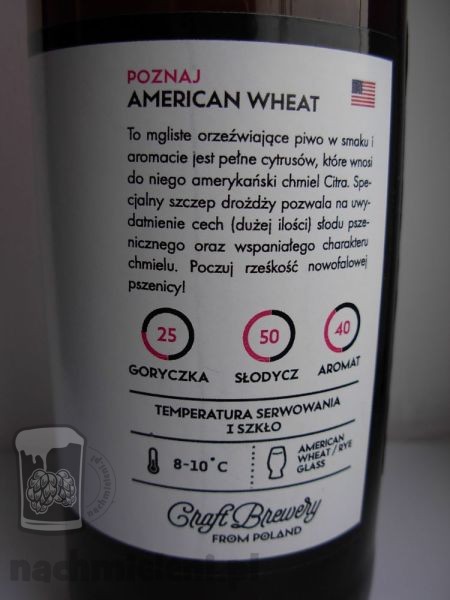 POZNAJ
AMERICAN WHEAT
To mgliste orzeźwiające piwo w smaku i
aromacie jest pełne cytrusów, które wnosi
do niego amerykański chmiel Citra. Spe-
cjalny szczep drożdży pozwala na uwy-
datnienie cech (dużej ilości) słodu psze-
nicznego oraz wspaniałego charakteru
chmielu. Poczuj rześkość nowofalowej
pszenicy!
25 50 40
GORYCZKA SŁODYCZ AROMAT
TEMPERATURA SERWOWANIA
I SZKŁO
8-10°C
AMERICAN
WHEAT / RYE
GLASS
Craft Brewery
FROM POLAND
nachmieleni.pl